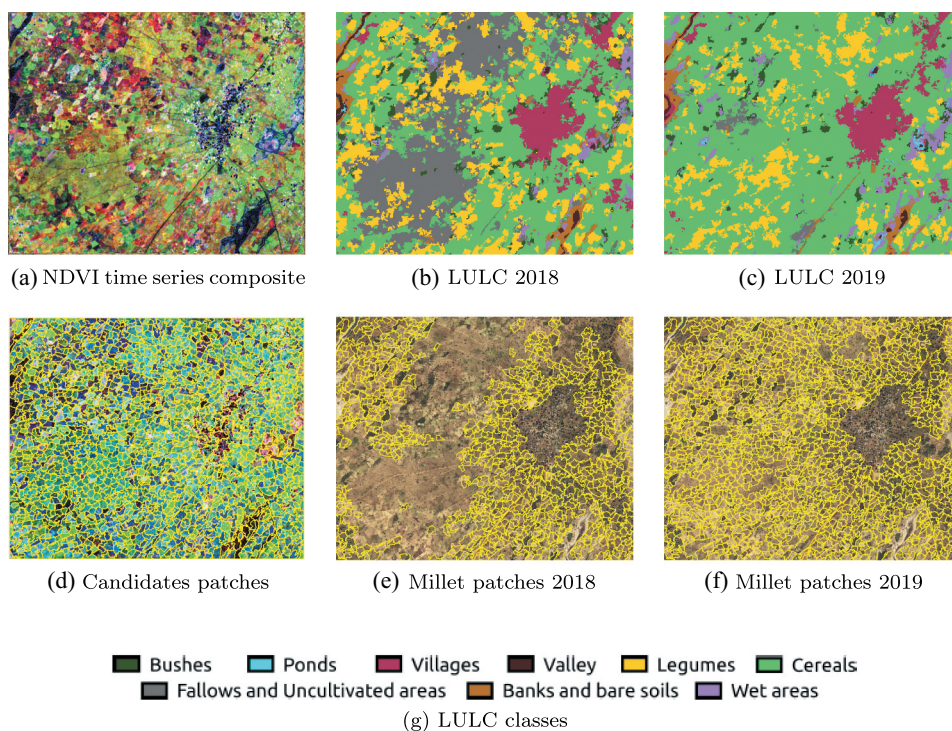 (a) NDVI time series composite
(b) LULC 2018
(c) LULC 2019
(d) Candidates patches
(e) Millet patches 2018
(f) Millet patches 2019
Bushes Ponds Villages Valley Legumes Cereals
Fallows and Uncultivated areas Banks and bare soils Wet areas
(g) LULC classes